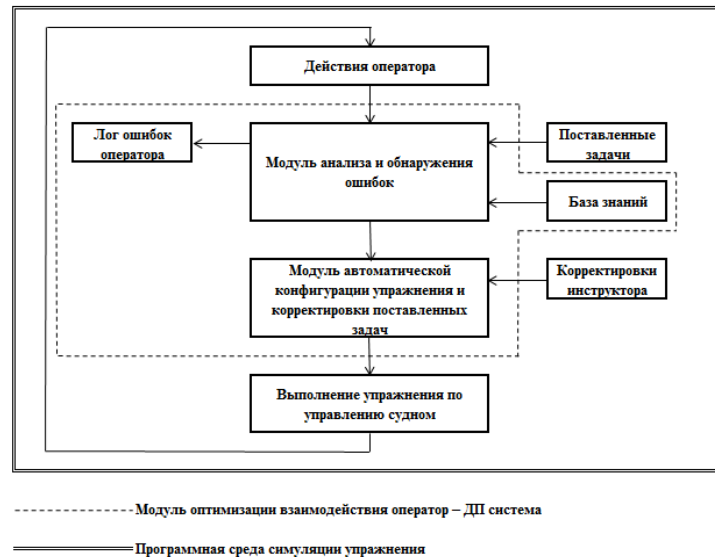 Действия оператора
Лог ошибок
оператора
Модуль анализа и обнаружения
ошибок
Поставленные
задачи
База знаний
Модуль автоматической
конфигурации упражнения и
корректировки поставленных
задач
Корректировки
инструктора
Выполнение упражнения по
управлению судном
Модуль оптимизации взаимодействия оператор – ДП система
Программная среда симуляции упражнения